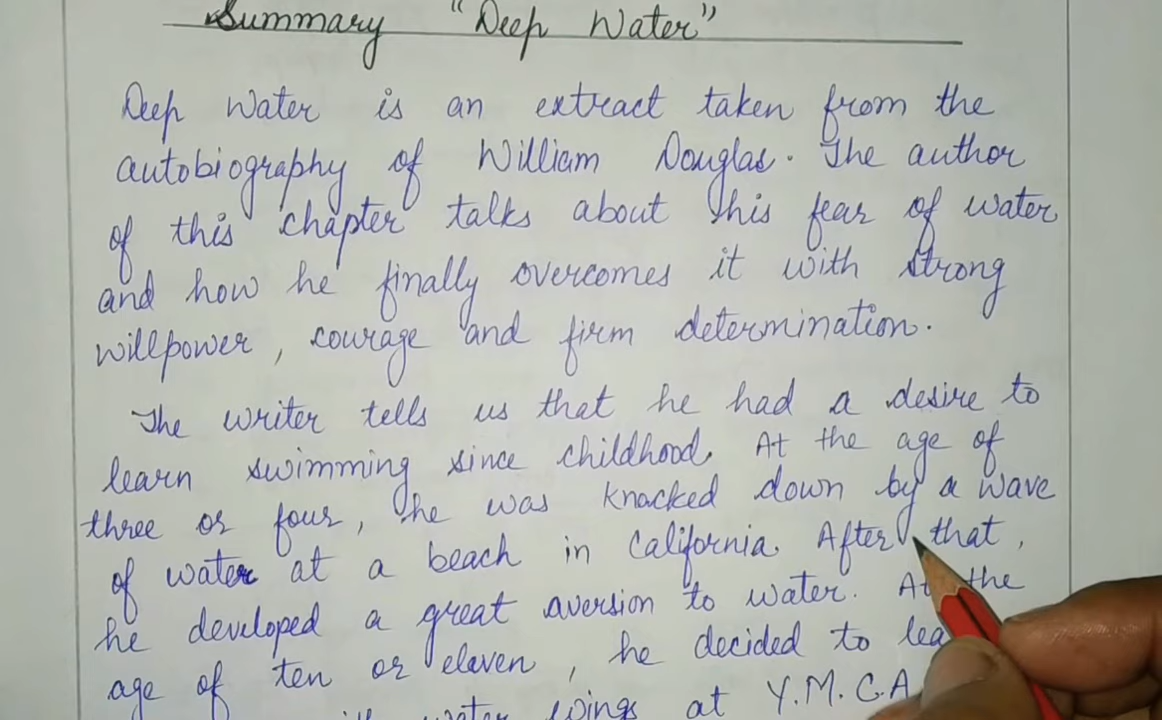 Summary "Deep Water"
Deep Water is an extract taken from the
autobiography of William Douglas. The author
of this chapter talks about his fear of water
and how he finally overcomes it with strong
willpower, courage and firm determination.
The writer tells us that he had a desire to
learn swimming since childhood. At the age of
three or four, he was knocked down by a wave
of water at a beach in California. After that,
he developed a great aversion to water. At the
age of ten or eleven, he decided to lea
water wings at Y.M.C.A